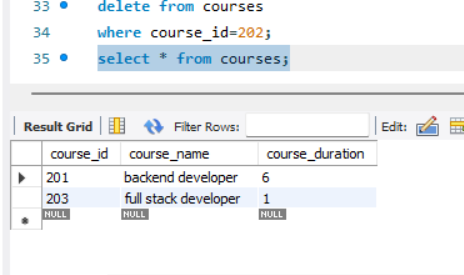 33 delete from courses
34 where course_id=202;
35 select * from courses;
Result Grid Filter Rows: Edit:
course_id course_name course_duration
201 backend developer 6
203 full stack developer 1
NULL NULL NULL